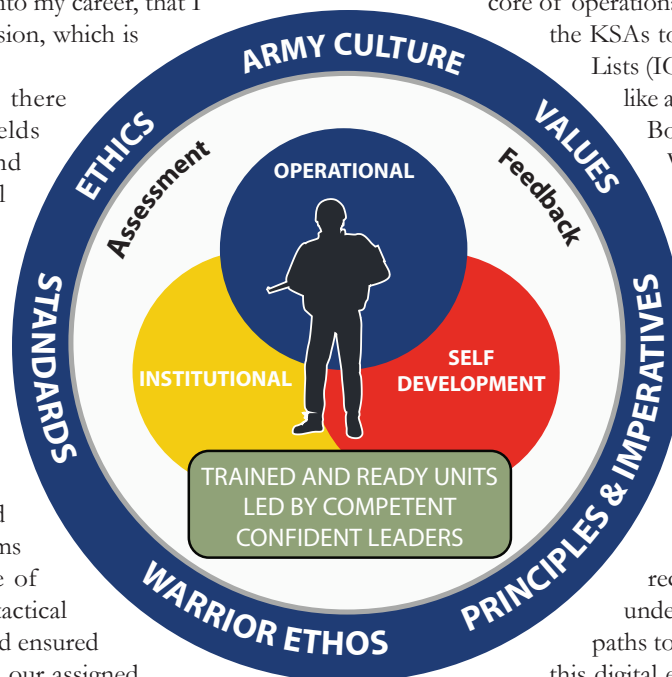 into my career, that I
sion, which is
there
elds
nd
l
d
ms
e of
tactical
d ensured
our assigned
ARMY CULTURE
VALUES
PRINCIPLES & IMPERATIVES
WARRIOR ETHOS
STANDARDS
ETHICS
Assessment
Feedback
OPERATIONAL
INSTITUTIONAL
SELF
DEVELOPMENT
TRAINED AND READY UNITS
LED BY COMPETENT
CONFIDENT LEADERS
core of operation
the KSAs to
Lists (IC
like a
Bo
rec
unde
paths to
this digital e